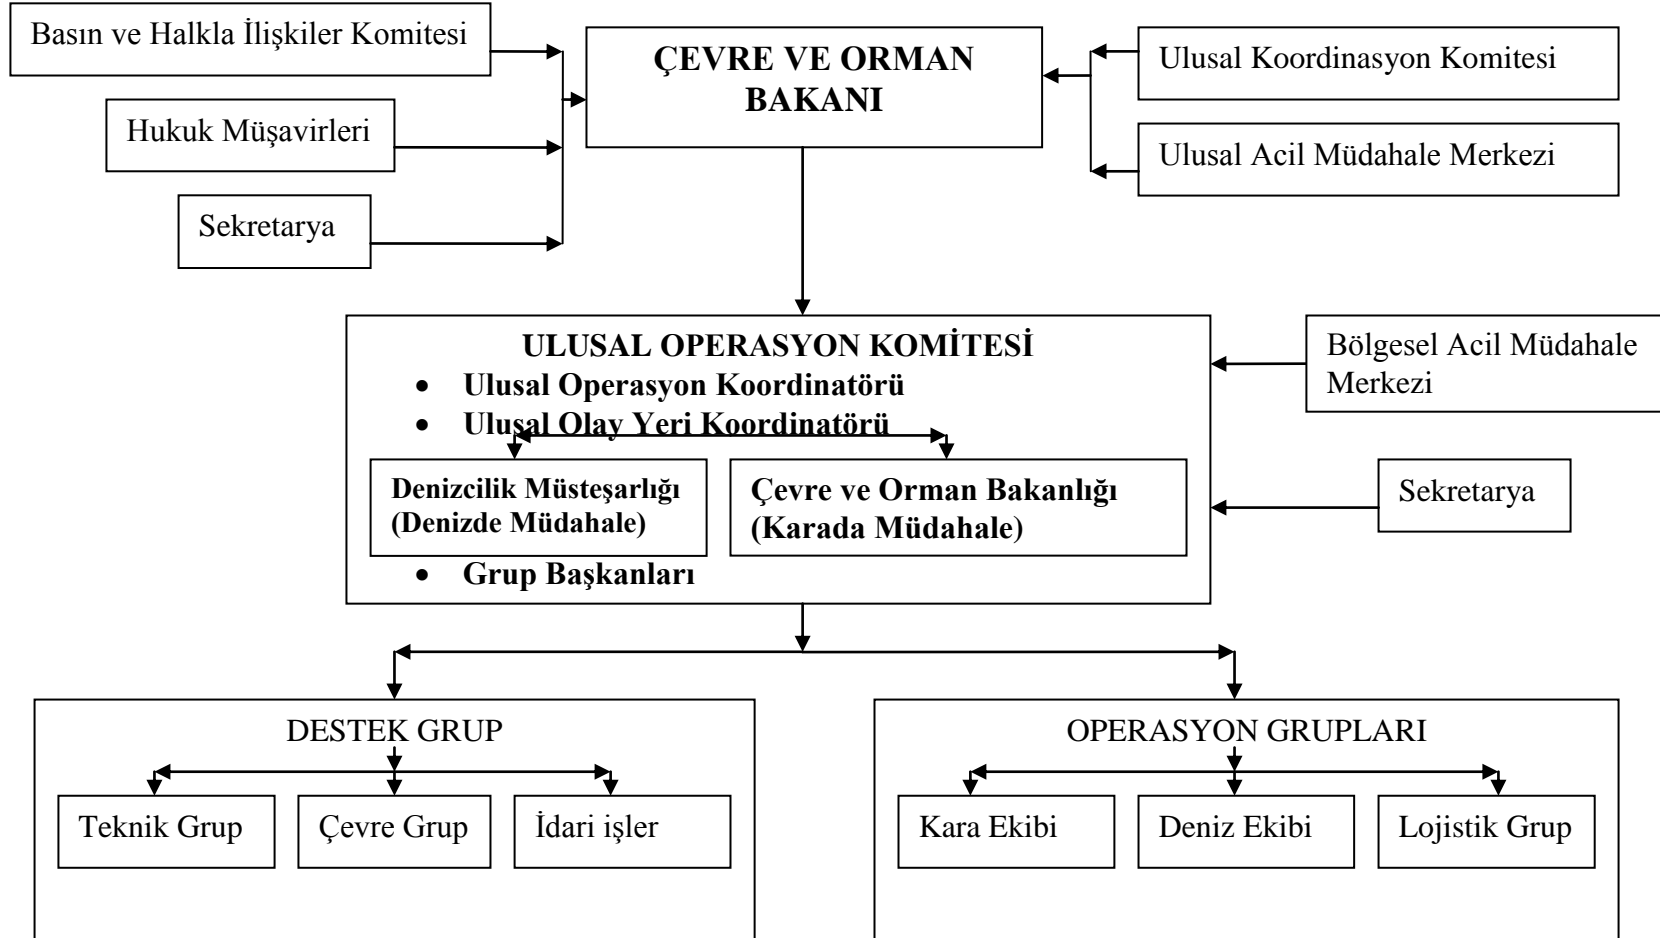 Basın ve Halkla İlişkiler Komitesi
ÇEVRE VE ORMAN
BAKANI
Ulusal Koordinasyon Komitesi
Hukuk Müşavirleri
Ulusal Acil Müdahale Merkezi
Sekretarya
ULUSAL OPERASYON KOMİTESİ
• Ulusal Operasyon Koordinatörü
• Ulusal Olay Yeri Koordinatörü
Denizcilik Müsteşarlığı
(Denizde Müdahale)
Çevre ve Orman Bakanlığı
(Karada Müdahale)
• Grup Başkanları
Bölgesel Acil Müdahale
Merkezi
Sekretarya
DESTEK GRUP
Teknik Grup
Çevre Grup
İdari işler
OPERASYON GRUPLARI
Kara Ekibi
Deniz Ekibi
Lojistik Grup